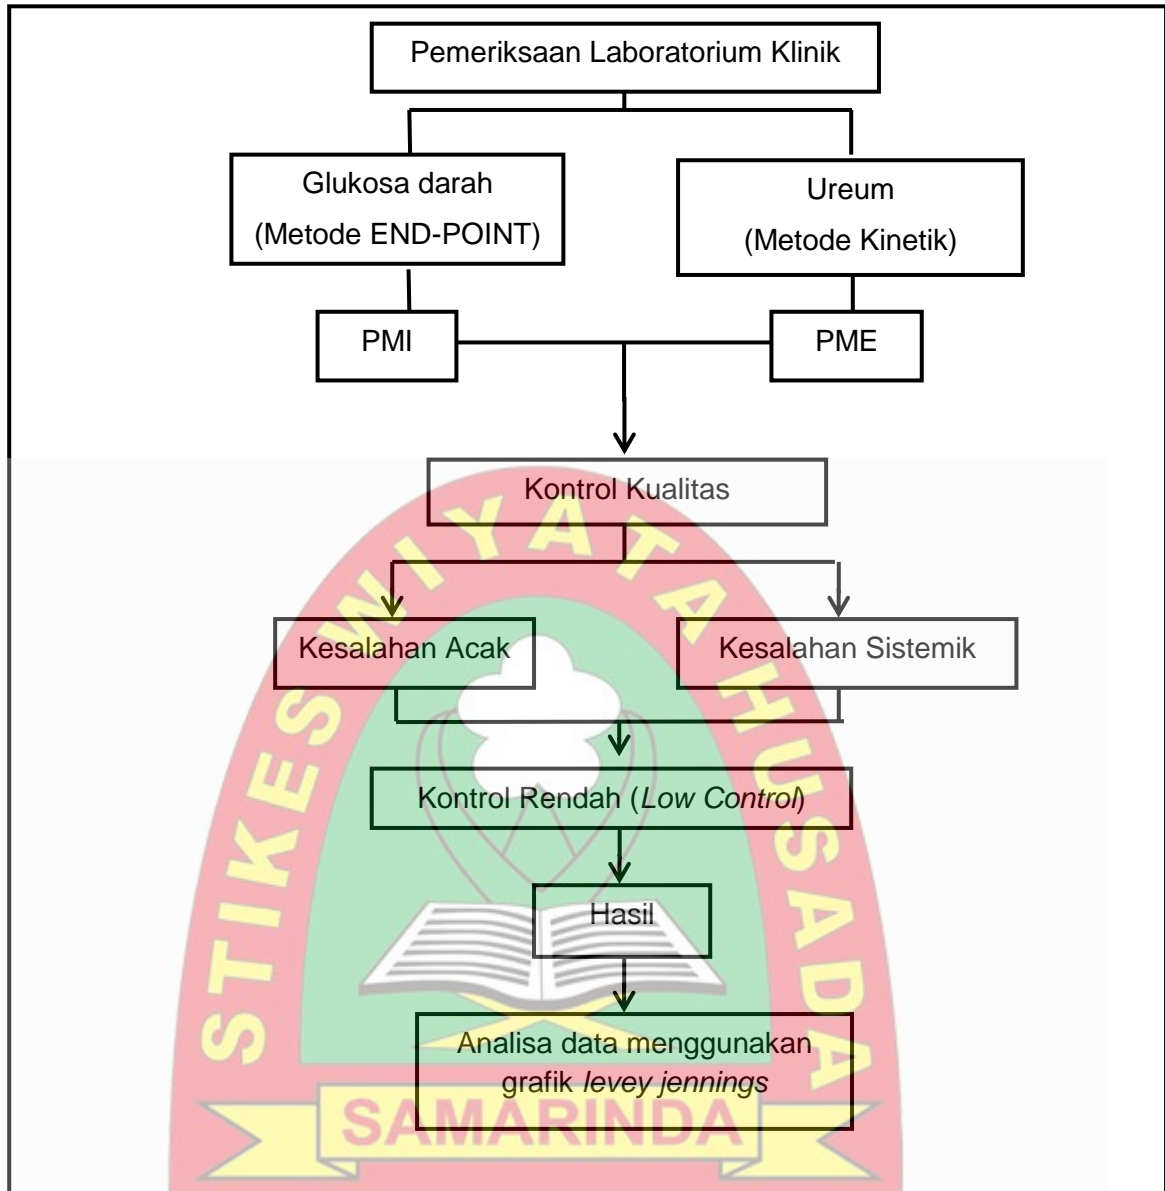 Pemeriksaan Laboratorium Klinik
Glukosa darah
(Metode END-POINT)
Ureum
(Metode Kinetik)
PMI
PME
Kontrol Kualitas
Kesalahan Acak
Kesalahan Sistemik
Kontrol Rendah (Low Control)
Hasil
Analisa data menggunakan
grafik levey jennings
STIKES WIYATA HUSADA
SAMARINDA